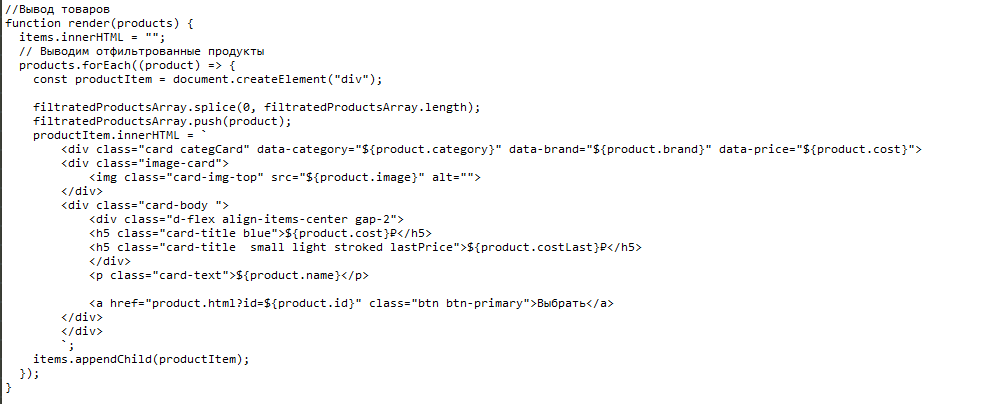 //Вывод товаров
function render(products) {
  items.innerHTML = "";
  // Выводим отфильтрованные продукты
  products.forEach((product) => {
    const productItem = document.createElement("div");

    filtratedProductsArray.splice(0, filtratedProductsArray.length);
    filtratedProductsArray.push(product);
    productItem.innerHTML = `
        <div class="card categCard" data-category="${product.category}" data-brand="${product.brand}" data-price="${product.cost}">
        <div class="image-card">
            <img class="card-img-top" src="${product.image}" alt="">
        </div>
        <div class="card-body ">
            <div class="d-flex align-items-center gap-2">
            <h5 class="card-title blue">${product.cost}₽</h5>
            <h5 class="card-title  small light stroked lastPrice">${product.costLast}₽</h5>
            </div>
            <p class="card-text">${product.name}</p>

            <a href="product.html?id=${product.id}" class="btn btn-primary">Выбрать</a>
        </div>
        </div>
        `;
    items.appendChild(productItem);
  });
}